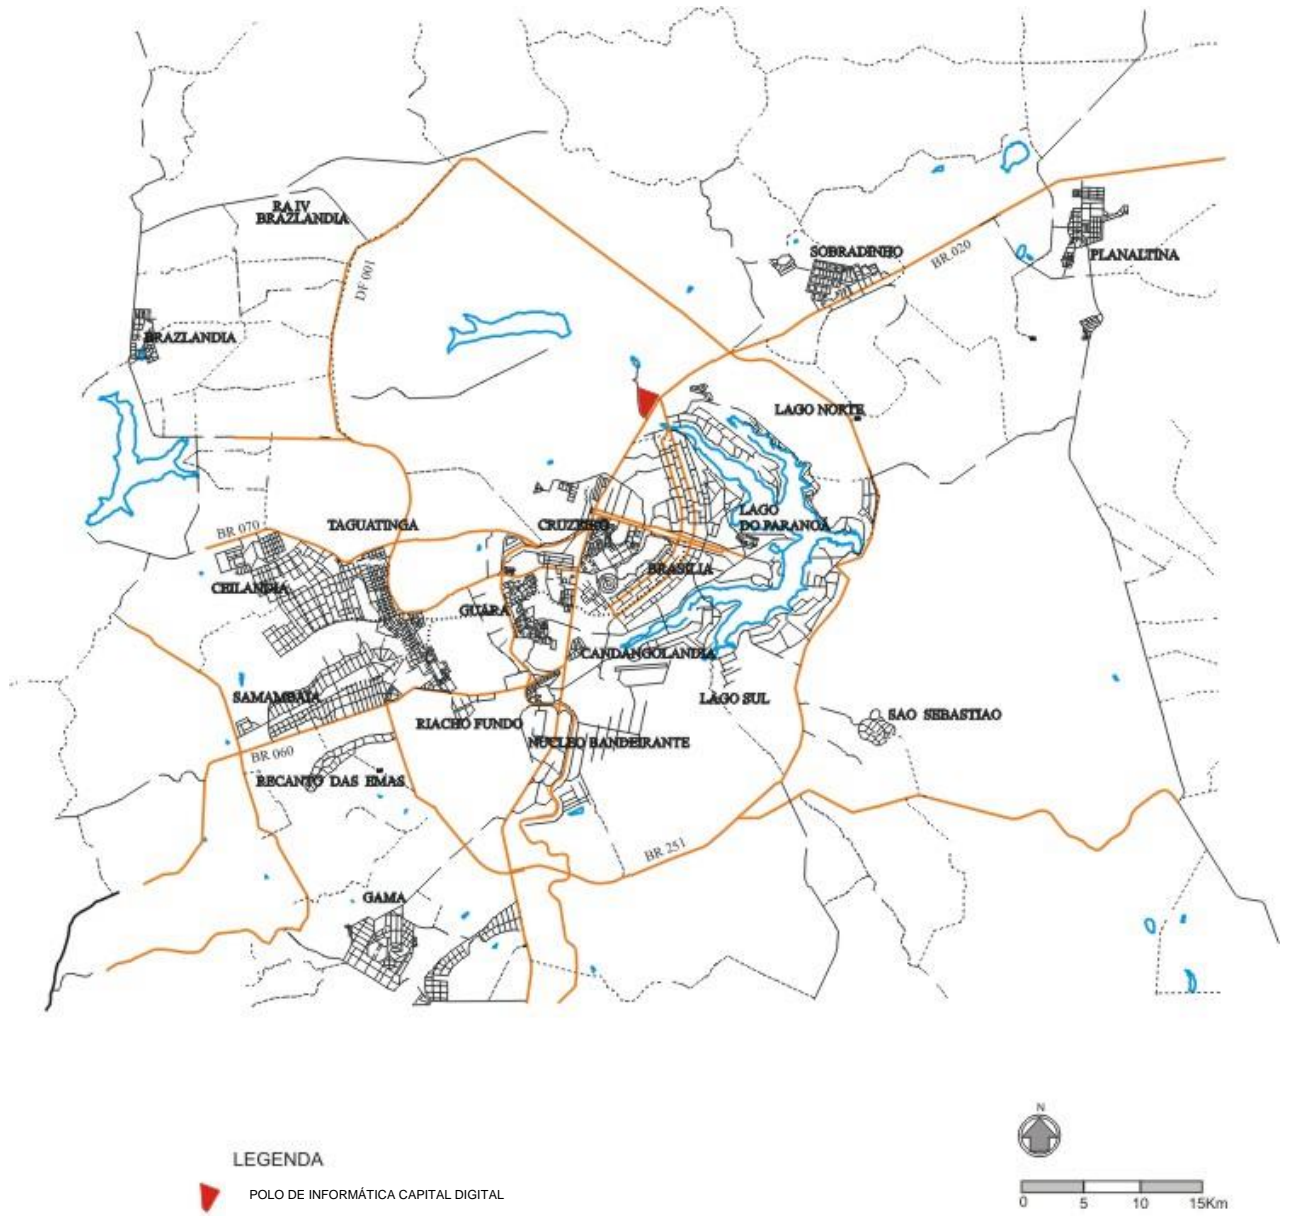 RA IV
BRAZLANDIA
SOBRADINHO
BR 020
PLANALTINA
DF 001
BRAZLANDIA
LAGO NORTE
BR 070
TAGUATINGA
CRUZEIRO
LAGO
DO PARANOÁ
CEILANDIA
BRASILIA
GUARA
CANDANGOLANDIA
SAMAMBAIA
LAGO SUL
RIACHO FUNDO
SAO SEBASTIAO
NUCLEO BANDEIRANTE
BR 060
RECANTO DAS EMAS
BR 251
GAMA
N
LEGENDA
POLO DE INFORMÁTICA CAPITAL DIGITAL
0 5 10 15Km